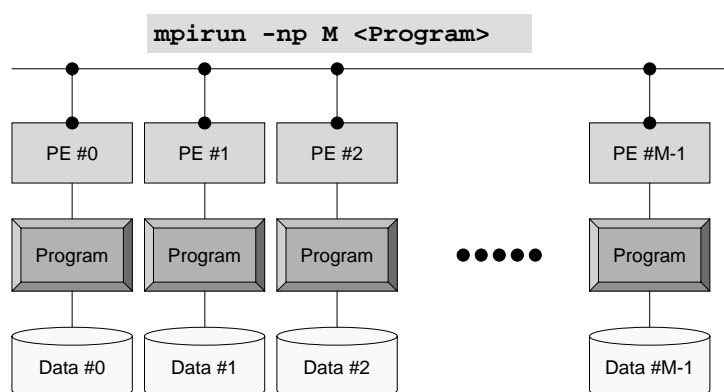 mpirun -np M <Program>
PE #0 PE #1 PE #2 PE #M-1
Program Program Program Program
Data #0 Data #1 Data #2 Data #M-1